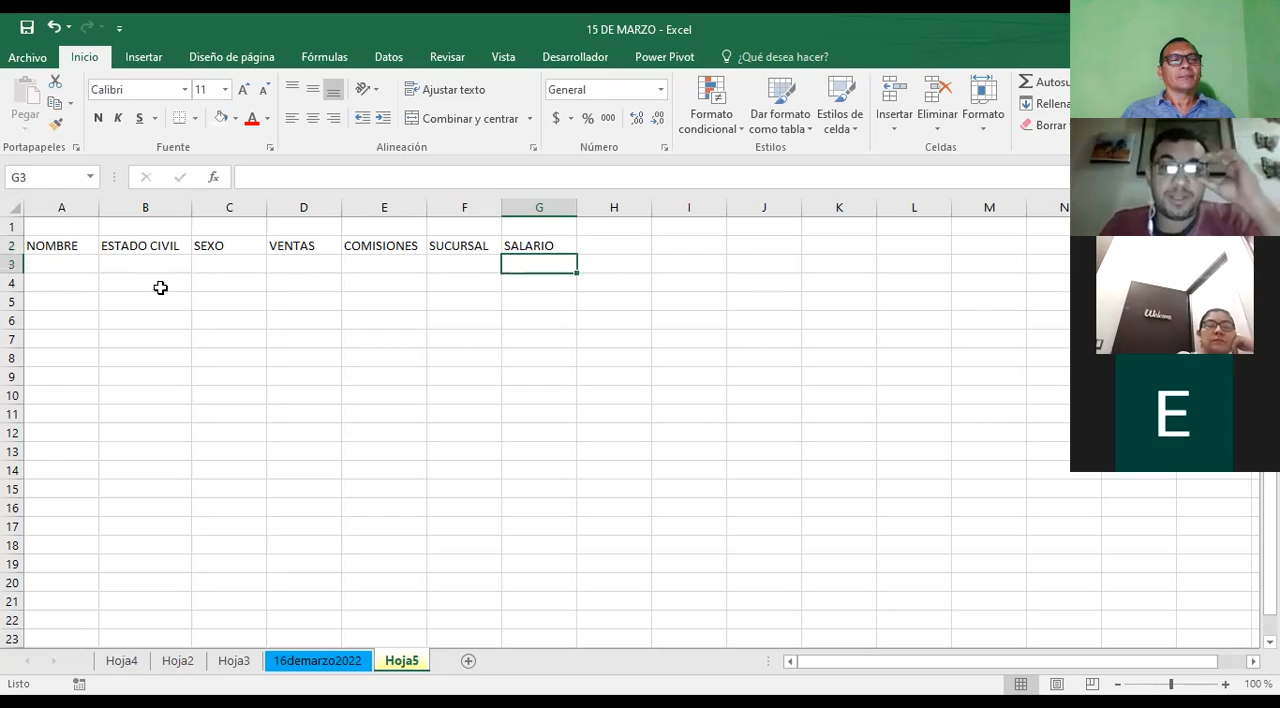 15 DE MARZO - Excel
Archivo Inicio Insertar Diseño de página Fórmulas Datos Revisar Vista Desarrollador Power Pivot ¿Qué desea hacer?
Pegar
Calibri 11
N K S
Ajustar texto
Combinar y centrar
General
$ % 000
Formato condicional
Dar formato como tabla
Estilos de celda
Insertar Eliminar Formato
Autosu
Rellena
Borrar
Portapapeles Fuente Alineación Número Estilos Celdas
G3 fx
A B C D E F G H I J K L M N
1
2 NOMBRE ESTADO CIVIL SEXO VENTAS COMISIONES SUCURSAL SALARIO
3
4
5
6
7
8
9
10
11
12
13
14
15
16
17
18
19
20
21
22
23
Welcome
E
Hoja4 Hoja2 Hoja3 16demarzo2022 Hoja5
Listo 100 %